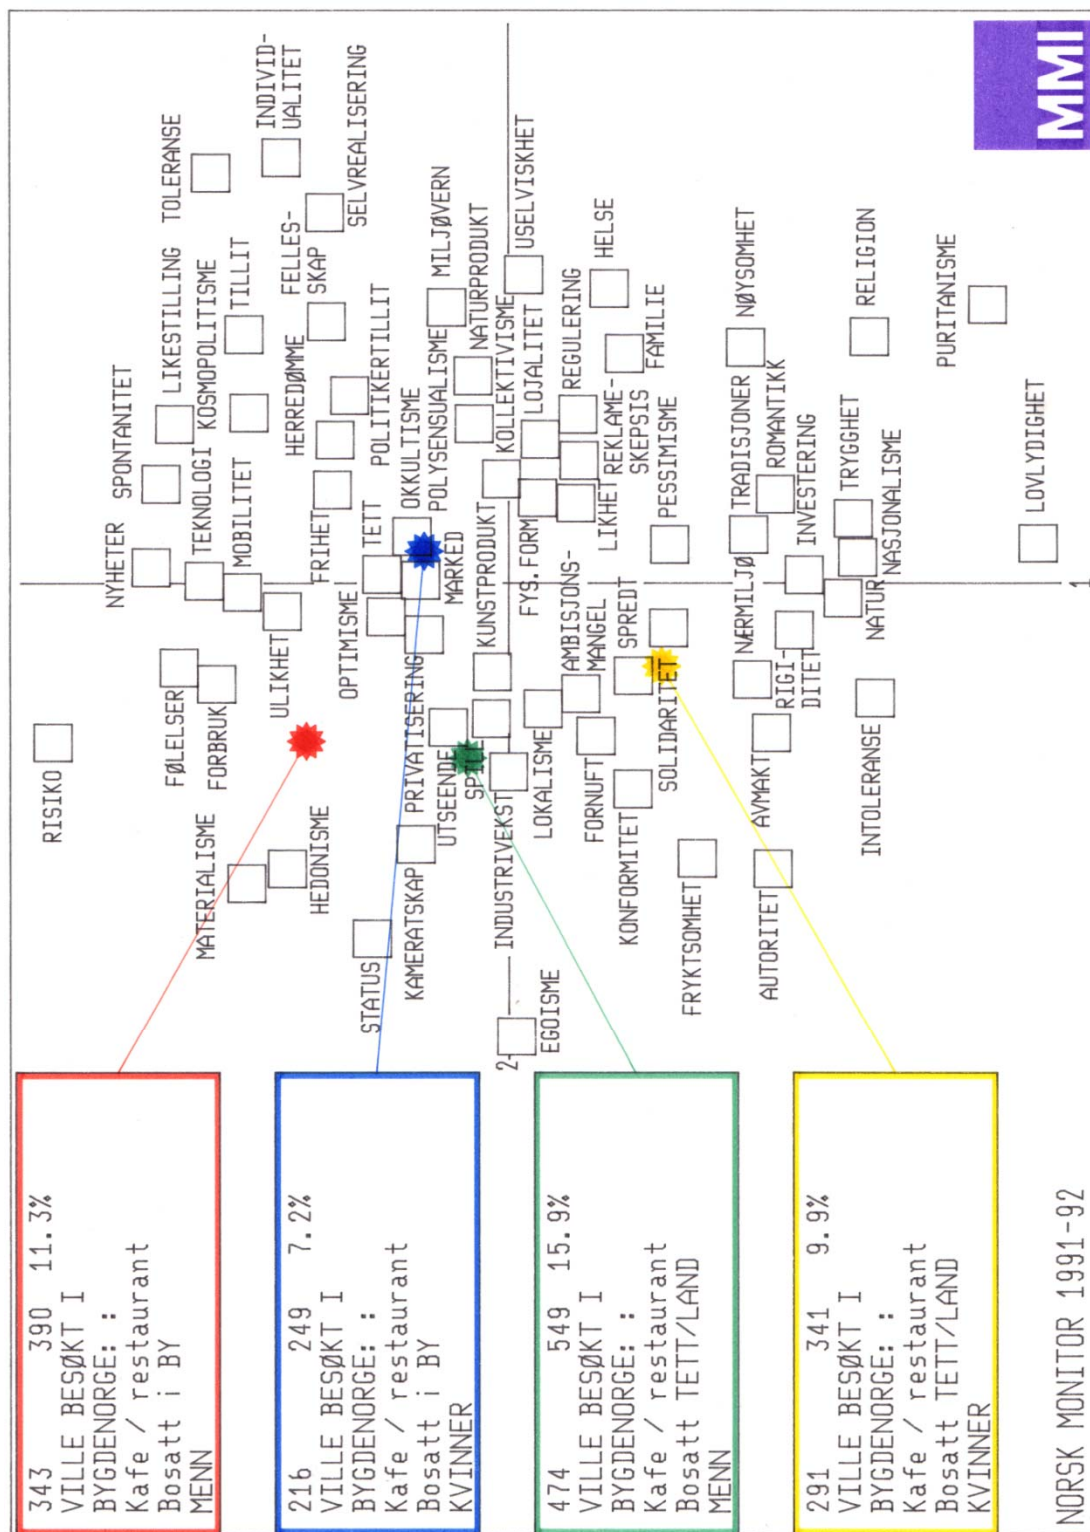 343 390 11.3%
VILLE BESØKT I
BYGDENORGE: :
Kafe / restaurant
Bosatt i BY
MENN
216 249 7.2%
VILLE BESØKT I
BYGDENORGE: :
Kafe / restaurant
Bosatt i BY
KVINNER
474 549 15.9%
VILLE BESØKT I
BYGDENORGE: :
Kafe / restaurant
Bosatt TETT/LAND
MENN
291 341 9.9%
VILLE BESØKT I
BYGDENORGE: :
Kafe / restaurant
Bosatt TETT/LAND
KVINNER
NORSK MONITOR 1991-92
RISIKO
NYHETER
SPONTANITET
LIKESTILLING
TOLERANSE
FØLELSER
FORBRUK
TEKNOLOGI
KOSMOPOLITISME
MOBILITET
TILLIT
INDIVID-
UALITET
MATERIALISME
HEDONISME
ULIKHET
HERREDØMME
FELLES-
SKAP
SELVREALISERING
FRIHET
POLITIKERTILLIT
OPTIMISME
TETT
OKKULTISME
POLYSENSUALISME
MILJØVERN
STATUS
KAMERATSKAP
PRIVATISERING
MARKED
NATURPRODUKT
UTSEENDE
SPILL
KUNSTPRODUKT
KOLLEKTIVISME
INDUSTRIVEKST
2
EGOISME
LOKALISME
FYS.FORM
LOJALITET
USELVISKHET
AMBISJONS-
MANGEL
FORNUFT
LIKHET
REKLAME-
SKEPSIS
REGULERING
HELSE
KONFORMITET
SPREDT
FAMILIE
SOLIDARITET
PESSIMISME
FRYKTSOMHET
AUTORITET
AVMAKT
NÆRMILJØ
TRADISJONER
NØYSOMHET
RIGI-
DITET
ROMANTIKK
INVESTERING
INTOLERANSE
NATUR
TRYGGHET
NASJONALISME
RELIGION
PURITANISME
LOVLYDIGHET
1
MMI